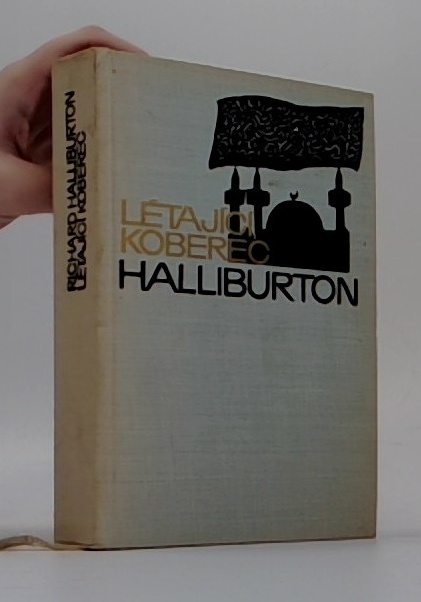 RICHARD HALLIBURTON
LÉTAJÍCÍ KOBEREC
LÉTAJÍCÍ
KOBEREC
HALLIBURTON